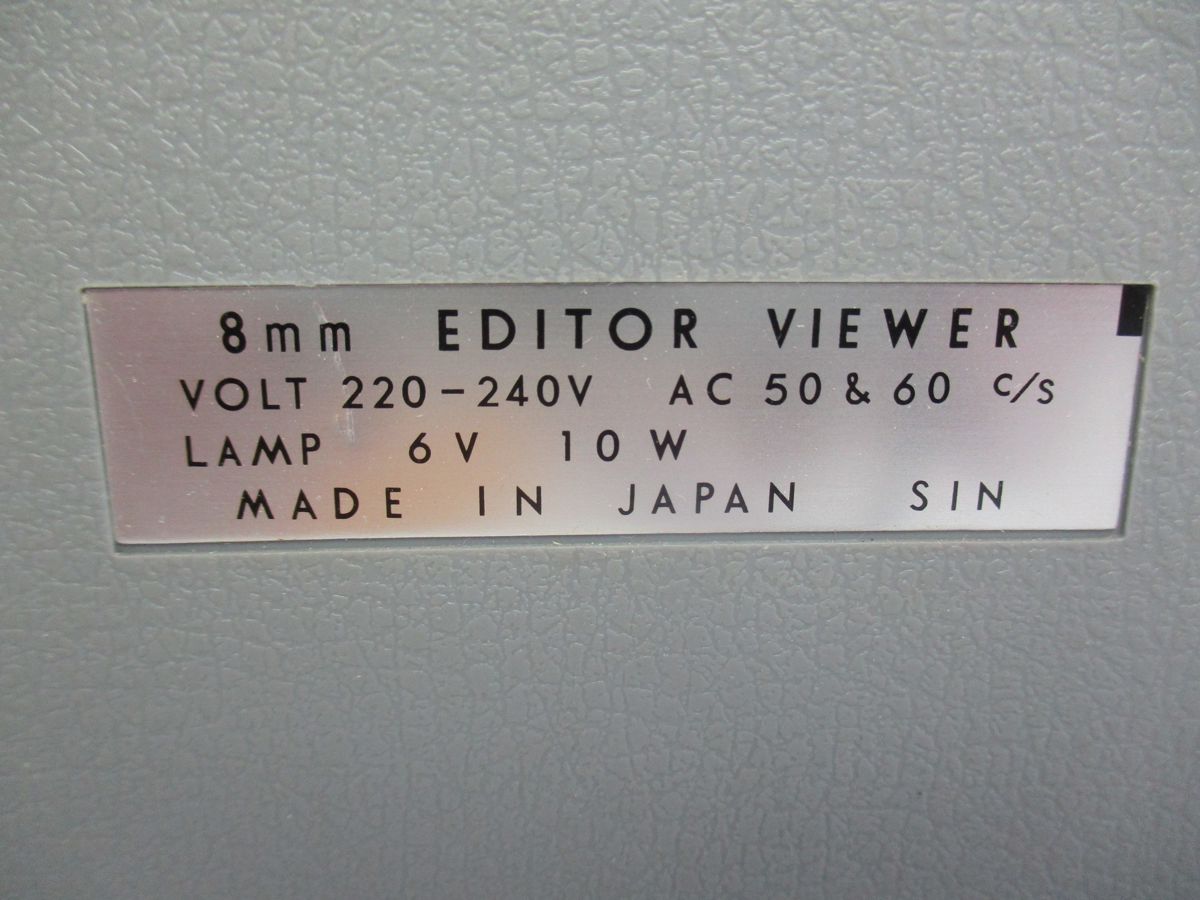 8mm EDITOR VIEWER
VOLT 220-240V AC 50 & 60 c/s
LAMP 6V 10W
MADE IN JAPAN SIN